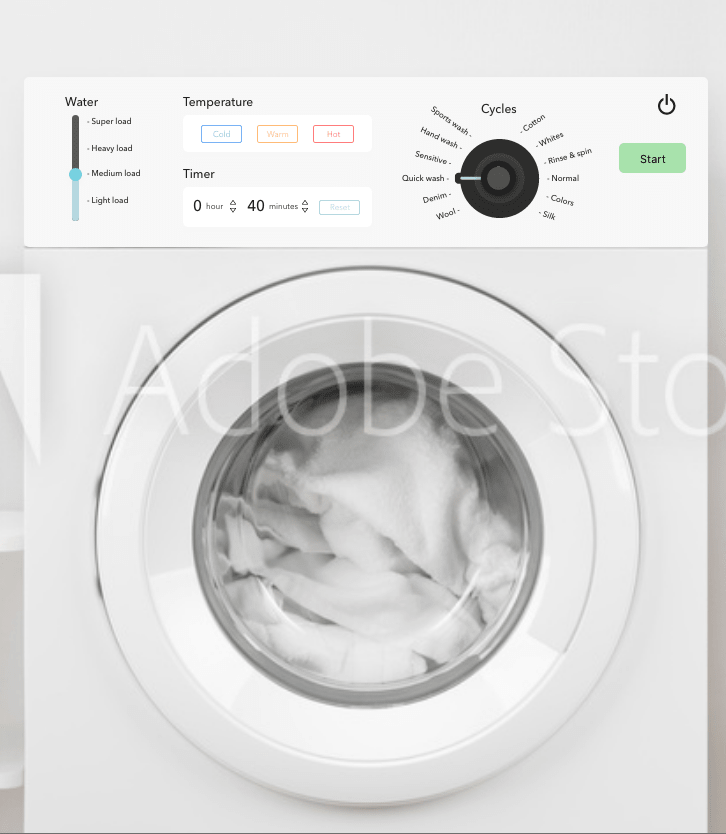 Water
- Super load
- Heavy load
- Medium load
- Light load
Temperature
Cold
Warm
Hot
Timer
0 hour
40 minutes
Reset
Cycles
Sports wash -
Hand wash -
Sensitive -
Quick wash -
Denim -
Wool -
- Cotton
- Whites
- Rinse & spin
- Normal
- Colors
- Silk
Start
Adobe Sto